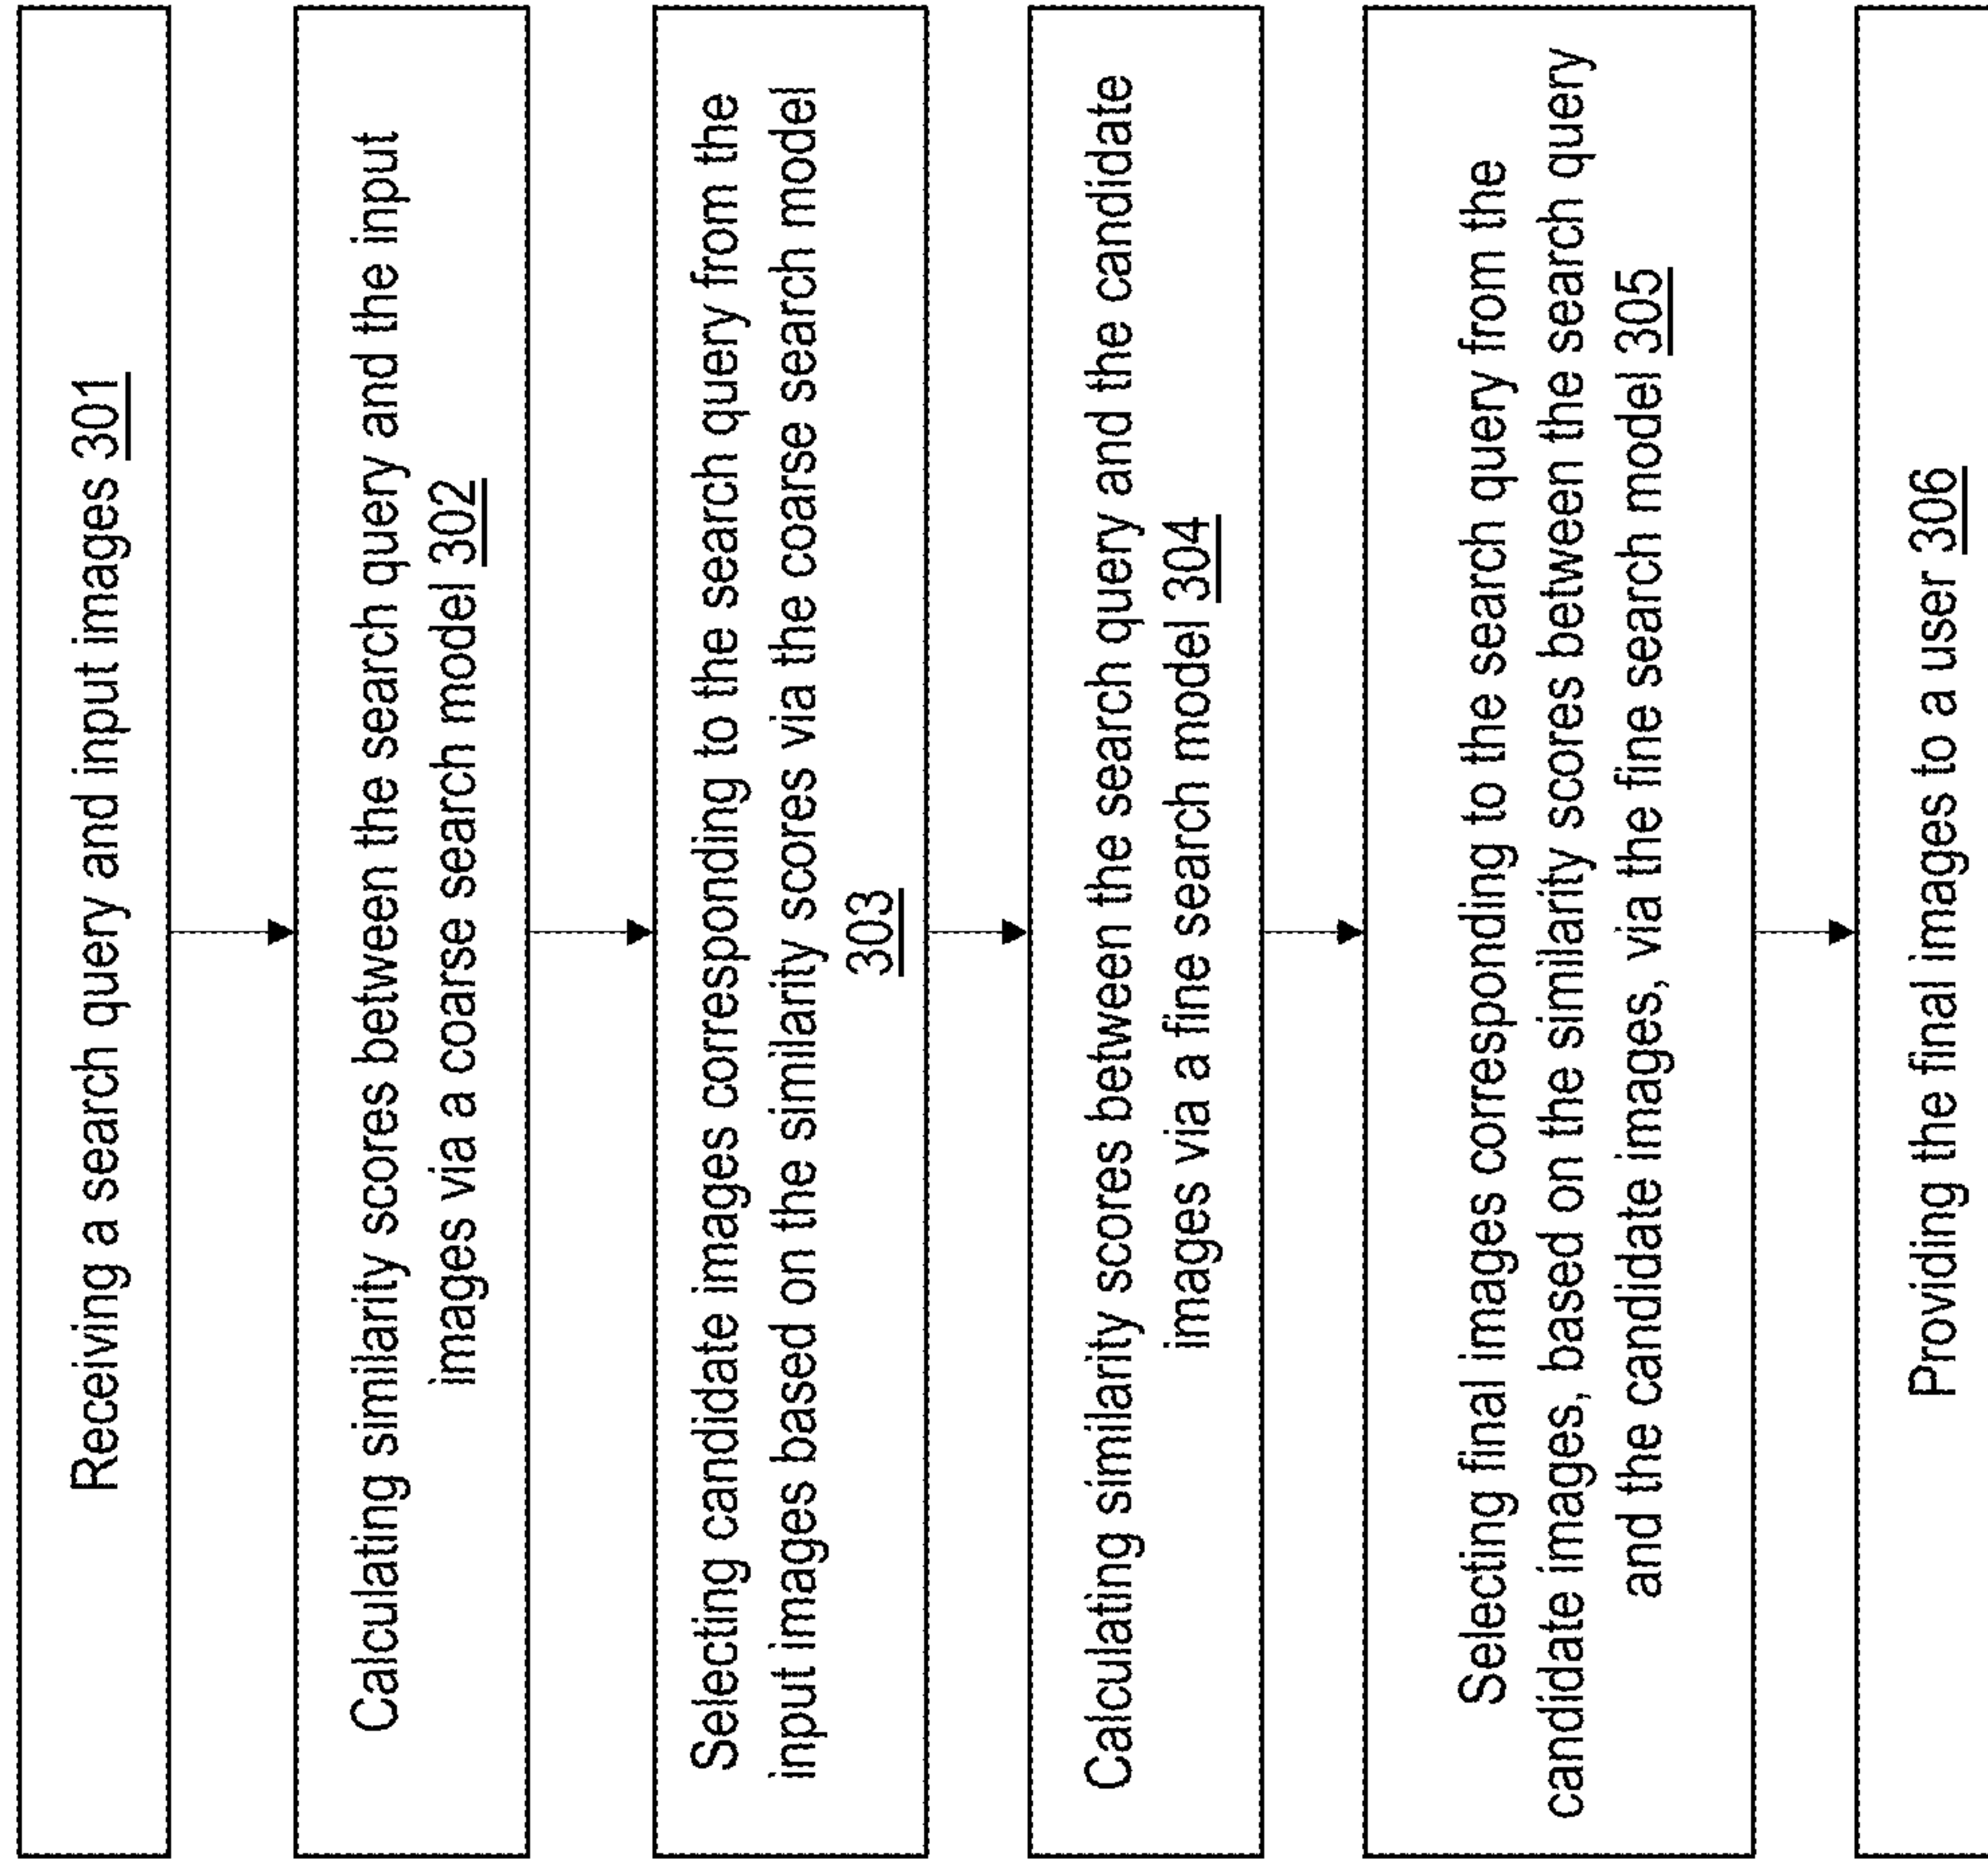 Receiving a search query and input images 301
Calculating similarity scores between the search query and the input
images via a coarse search model 302
Selecting candidate images corresponding to the search query from the
input images based on the similarity scores via the coarse search model
303
Calculating similarity scores between the search query and the candidate
images via a fine search model 304
Selecting final images corresponding to the search query from the
candidate images, based on the similarity scores between the search query
and the candidate images, via the fine search model 305
Providing the final images to a user 306